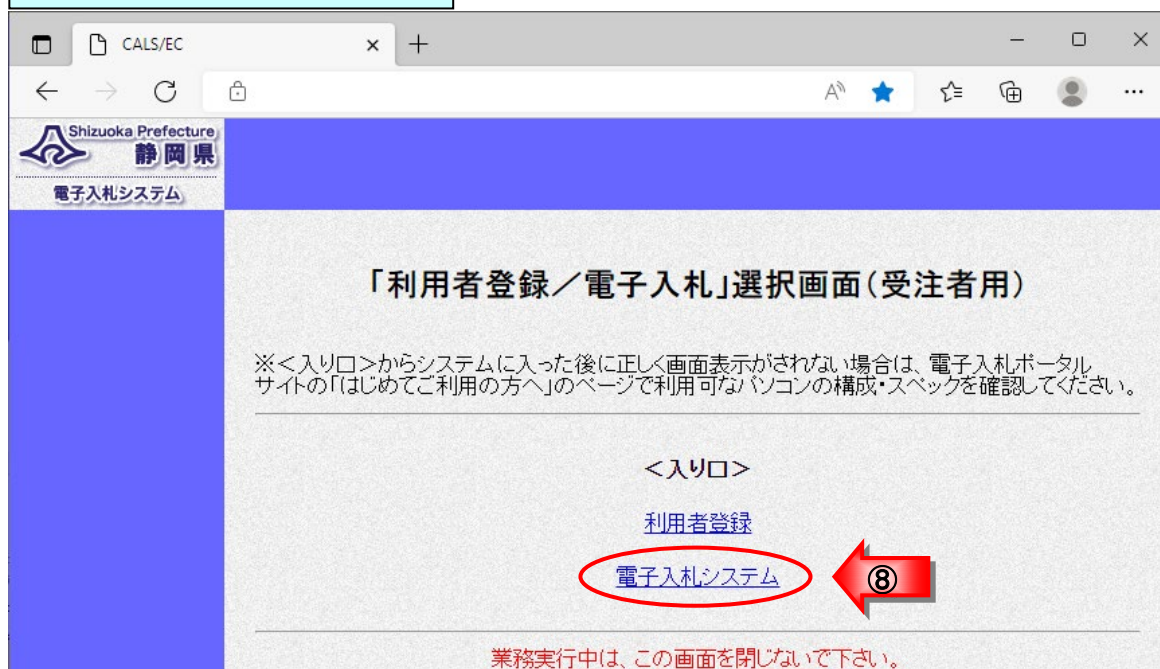 CALS/EC
Shizuoka Prefecture
静岡県
電子入札システム
「利用者登録／電子入札」選択画面(受注者用)
※<入り口>からシステムに入った後に正しく画面表示がされない場合は、電子入札ポータル
サイトの「はじめてご利用の方へ」のページで利用可なパソコンの構成・スペックを確認してください。
<入り口>
利用者登録
電子入札システム
⑧
業務実行中は、この画面を閉じないで下さい。